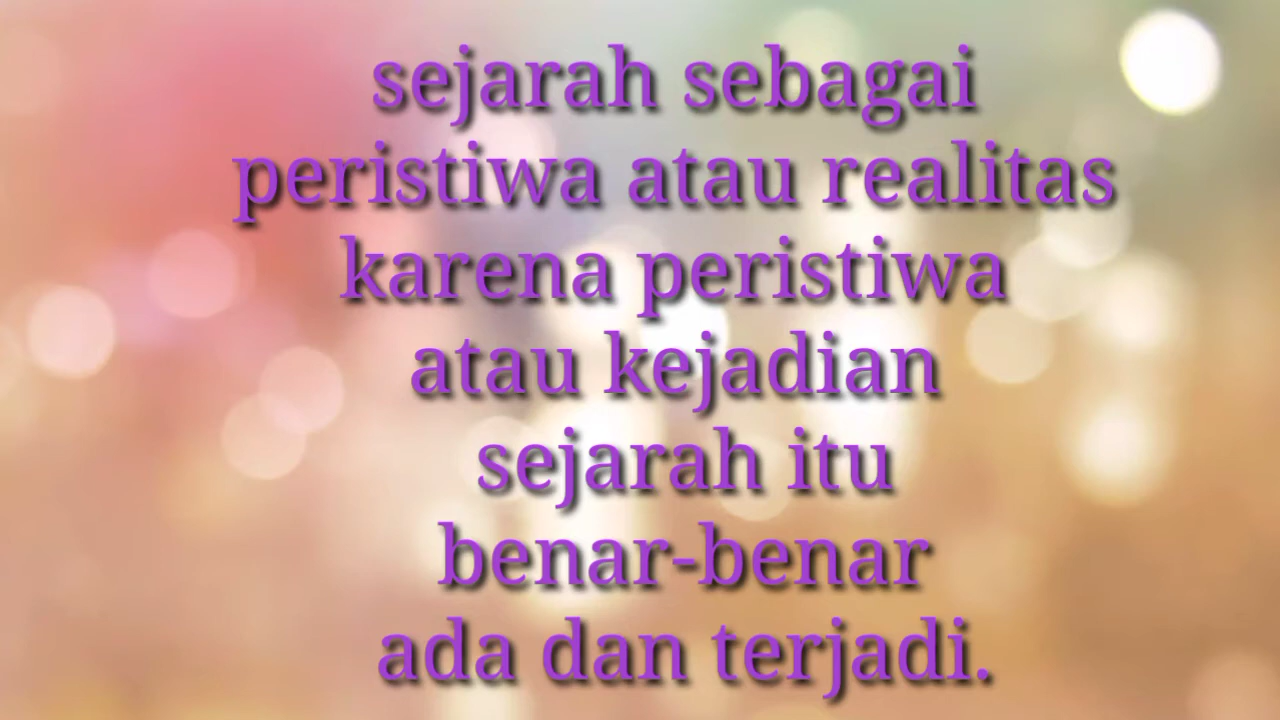 sejarah sebagai
peristiwa atau realitas
karena peristiwa
atau kejadian
sejarah itu
benar-benar
ada dan terjadi.